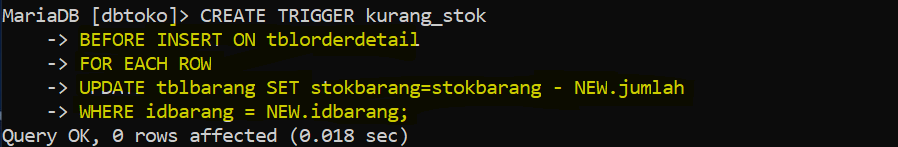 MariaDB [dbtoko]> CREATE TRIGGER kurang_stok
-> BEFORE INSERT ON tblorderdetail
-> FOR EACH ROW
-> UPDATE tblbarang SET stokbarang=stokbarang - NEW.jumlah
-> WHERE idbarang = NEW.idbarang;
Query OK, 0 rows affected (0.018 sec)